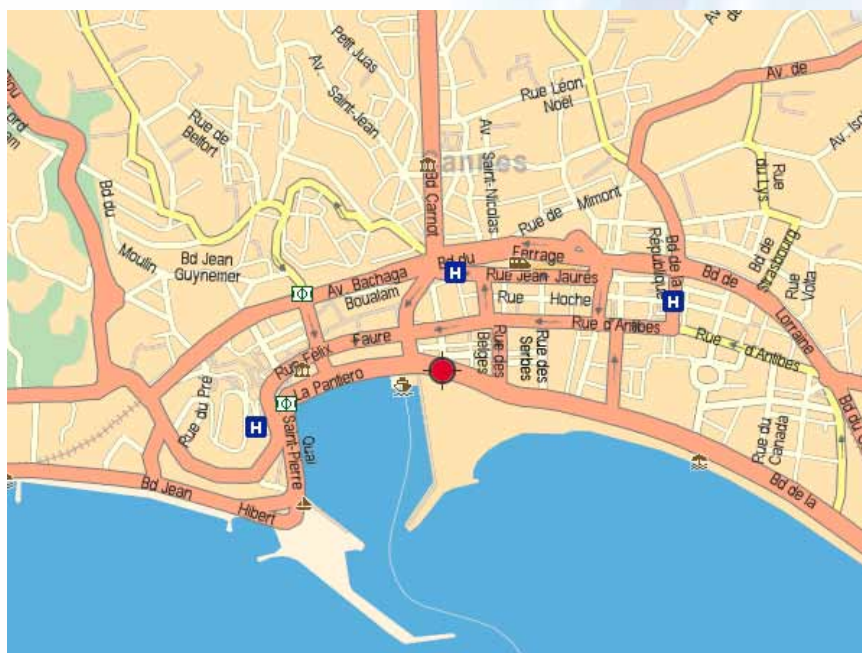 Petit Juas
Av. Saint-Jean
Rue de
Belfort
Rue Léon
Noël
Av. de
Av. Saint-Nicolas
Cannes
Bd Carnot
Rue
du Lys
Rue de Mimont
Bd du
Moulin
Bd Jean
Guynemer
Bd du
Ferrage
Bd de la
République
Bd de
Strasbourg
Bd de
Lorraine
Rue
Volta
H
Rue Jean Jaurès
Av. Bachaga
Boualam
Rue
Hoche
H
Rue d'Antibes
Rue d'Antibes
Rue Félix
Faure
Rue des
Belges
Rue des
Serbes
La Pantiero
Rue du Pré
H
Quai
Saint-Pierre
Rue du
Canada
Bd du
Bd Jean
Hibert
Bd de la